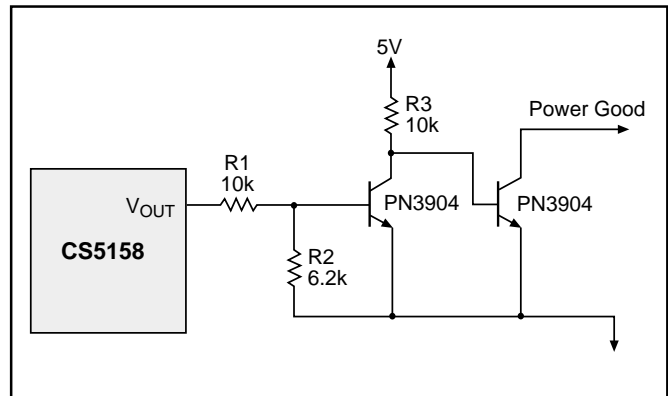 5V
R3
10k
Power Good
R1
10k
PN3904
PN3904
VOUT
CS5158
R2
6.2k